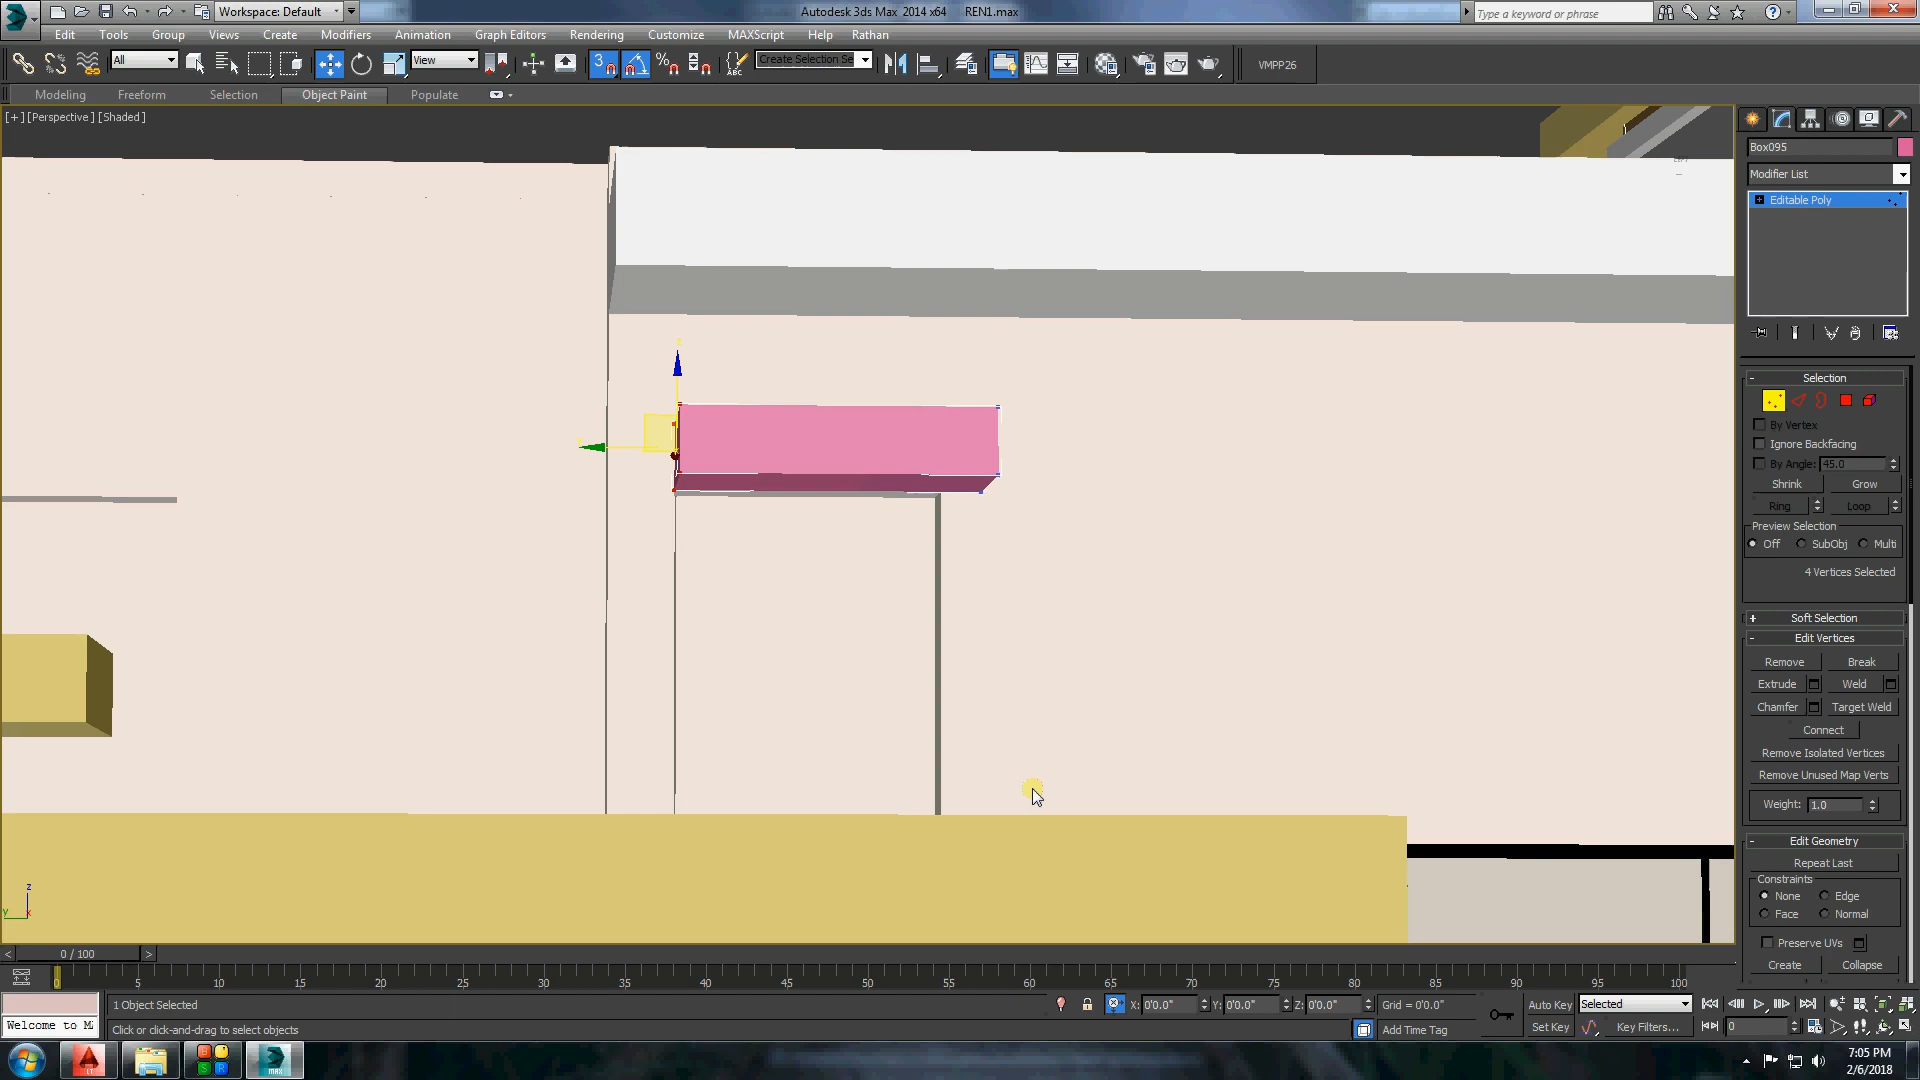 Workspace: Default
Autodesk 3ds Max 2014 x64 REN1.max
Type a keyword or phrase
Edit Tools Group Views Create Modifiers Animation Graph Editors Rendering Customize MAXScript Help Rathan
All
View
3
%
ABC
Create Selection Se
VMPP26
Modeling Freeform Selection Object Paint Populate
[+] [Perspective] [Shaded]
LEFT
Box095
Modifier List
Editable Poly
Selection
By Vertex
Ignore Backfacing
By Angle: 45.0
Shrink Grow
Ring Loop
Preview Selection
Off SubObj Multi
4 Vertices Selected
Soft Selection
Edit Vertices
Remove Break
Extrude Weld
Chamfer Target Weld
Connect
Remove Isolated Vertices
Remove Unused Map Verts
Weight: 1.0
Edit Geometry
Repeat Last
Constraints
None Edge
Face Normal
Preserve UVs
Create Collapse
z
y x
0 / 100
0 5 10 15 20 25 30 35 40 45 50 55 60 65 70 75 80 85 90 95 100
1 Object Selected
X: 0'0.0" Y: 0'0.0" Z: 0'0.0" Grid = 0'0.0"
Auto Key Selected
Welcome to M
Click or click-and-drag to select objects
Add Time Tag
Set Key Key Filters... 0
LT
MAX
7:05 PM
2/6/2018